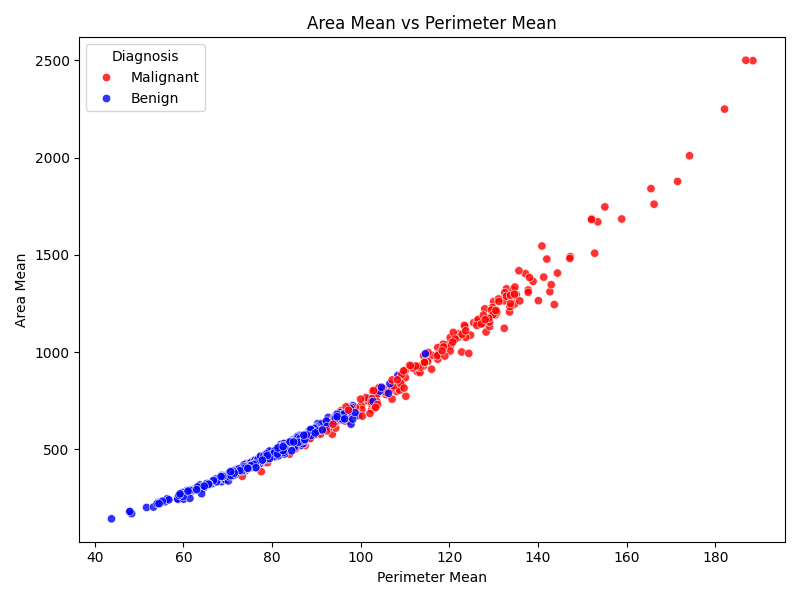 Area Mean vs Perimeter Mean
Diagnosis
Malignant
Benign
2500
2000
1500
1000
500
Area Mean
40 60 80 100 120 140 160 180
Perimeter Mean